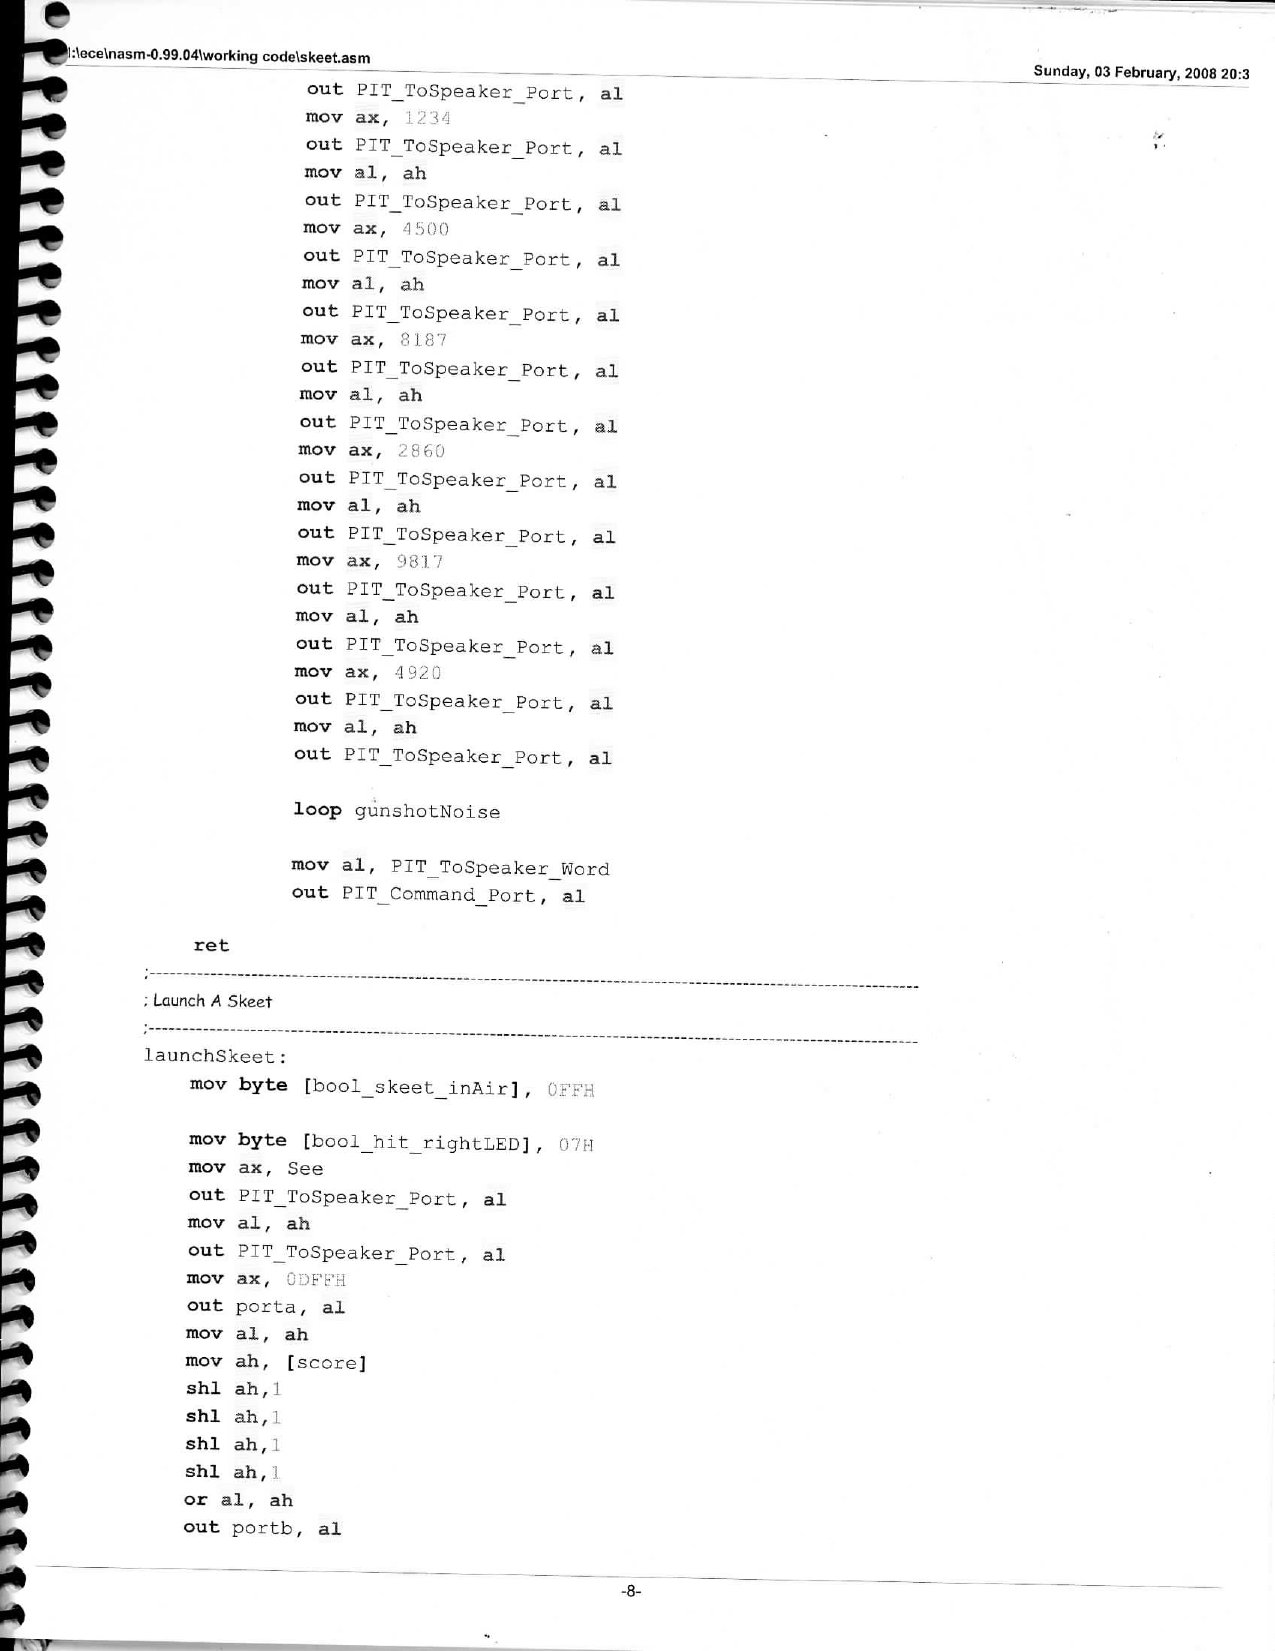 l:\ece\nasm-0.99.04\working code\skeet.asm
Sunday, 03 February, 2008 20:3
out PIT_ToSpeaker_Port, al
mov ax, 1234
out PIT_ToSpeaker_Port, al
mov al, ah
out PIT_ToSpeaker_Port, al
mov ax, 4500
out PIT_ToSpeaker_Port, al
mov al, ah
out PIT_ToSpeaker_Port, al
mov ax, 8187
out PIT_ToSpeaker_Port, al
mov al, ah
out PIT_ToSpeaker_Port, al
mov ax, 2860
out PIT_ToSpeaker_Port, al
mov al, ah
out PIT_ToSpeaker_Port, al
mov ax, 9817
out PIT_ToSpeaker_Port, al
mov al, ah
out PIT_ToSpeaker_Port, al
mov ax, 4920
out PIT_ToSpeaker_Port, al
mov al, ah
out PIT_ToSpeaker_Port, al
loop gunshotNoise
mov al, PIT_ToSpeaker_Word
out PIT_Command_Port, al
ret
;--------------------------------------------------------------------------------
; Launch A Skeet
;--------------------------------------------------------------------------------
launchSkeet:
mov byte [bool_skeet_inAir], 0FFH
mov byte [bool_hit_rightLED], 07H
mov ax, See
out PIT_ToSpeaker_Port, al
mov al, ah
out PIT_ToSpeaker_Port, al
mov ax, 0DFFH
out porta, al
mov al, ah
mov ah, [score]
shl ah,1
shl ah,1
shl ah,1
shl ah,1
or al, ah
out portb, al
-8-